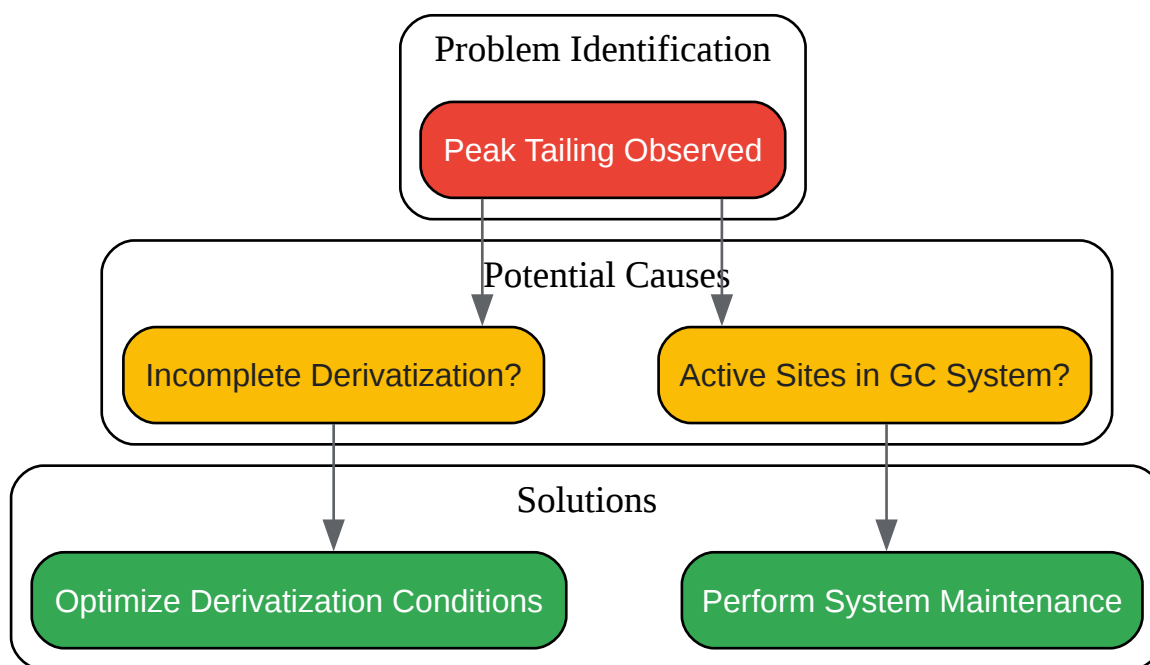 Problem Identification
Peak Tailing Observed
Potential Causes
Incomplete Derivatization?
Active Sites in GC System?
Solutions
Optimize Derivatization Conditions
Perform System Maintenance